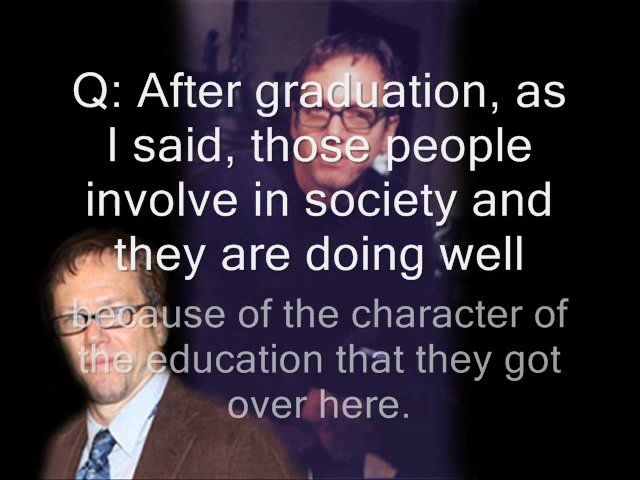 Q: After graduation, as
I said, those people
involve in society and
they are doing well
because of the character of
the education that they got
over here.